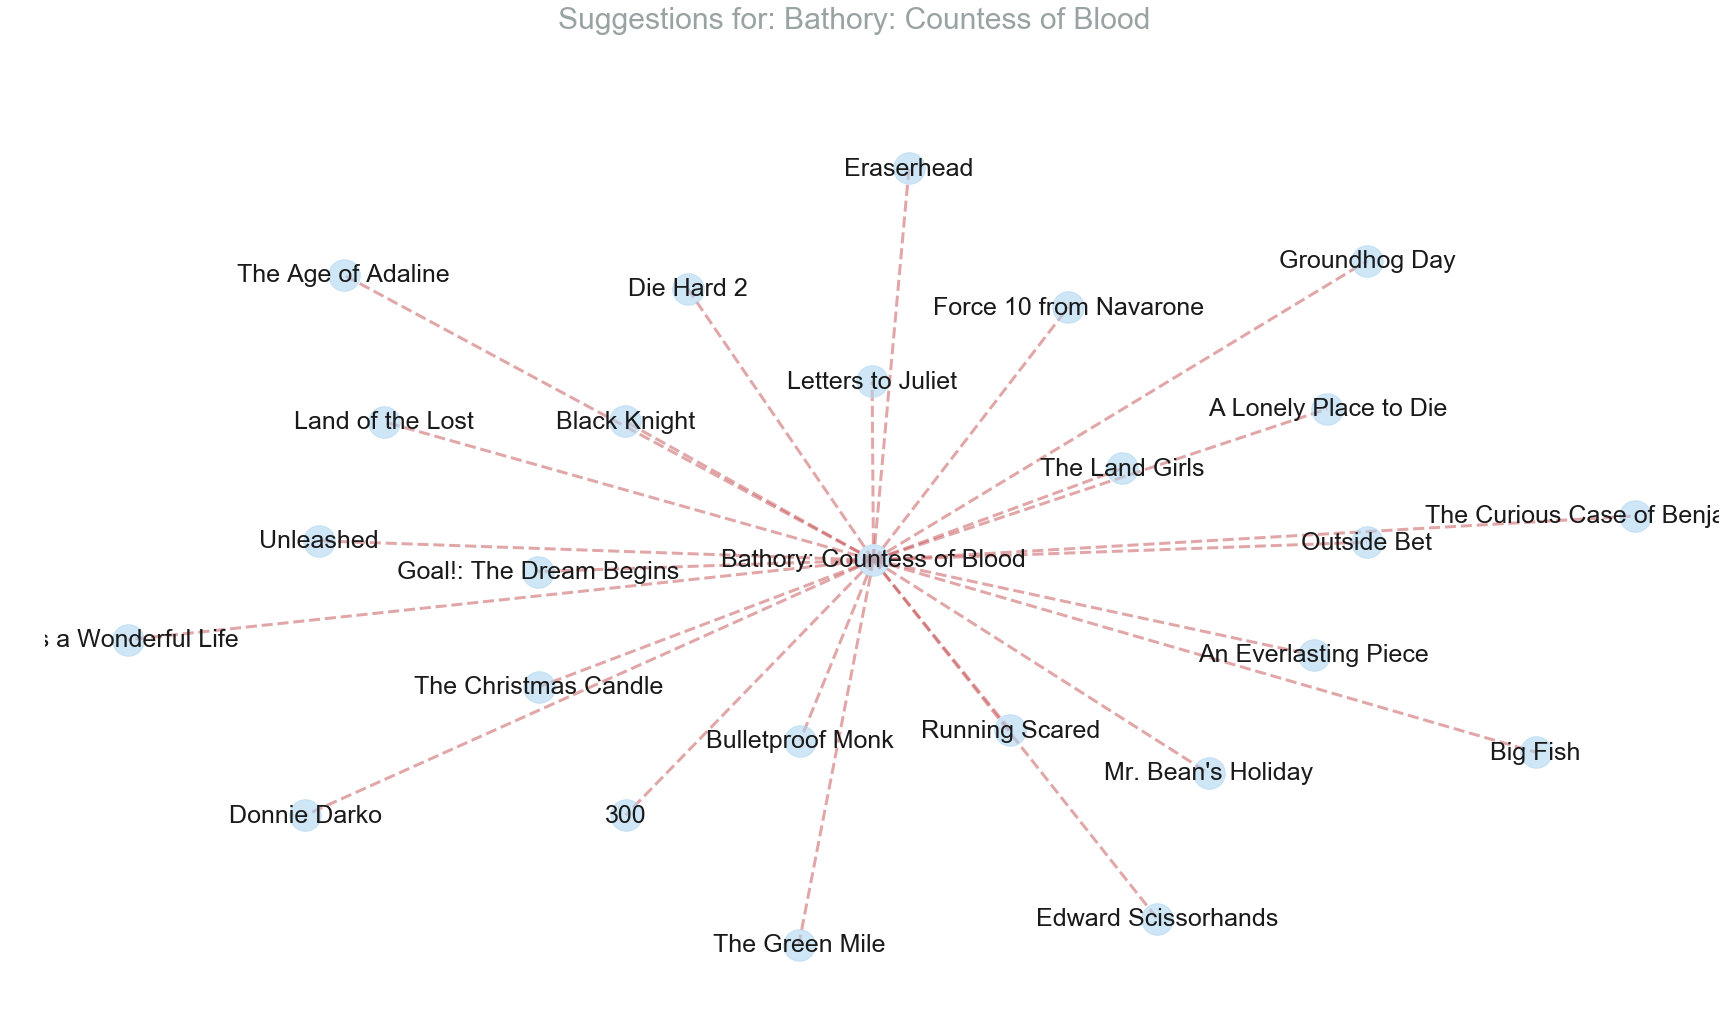 Suggestions for: Bathory: Countess of Blood
Eraserhead
Groundhog Day
The Age of Adaline
Die Hard 2
Force 10 from Navarone
Letters to Juliet
A Lonely Place to Die
Land of the Lost
Black Knight
The Land Girls
The Curious Case of Benja
Unleashed
Outside Bet
Bathory: Countess of Blood
Goal!: The Dream Begins
s a Wonderful Life
An Everlasting Piece
The Christmas Candle
Running Scared
Bulletproof Monk
Big Fish
Mr. Bean's Holiday
Donnie Darko
300
Edward Scissorhands
The Green Mile